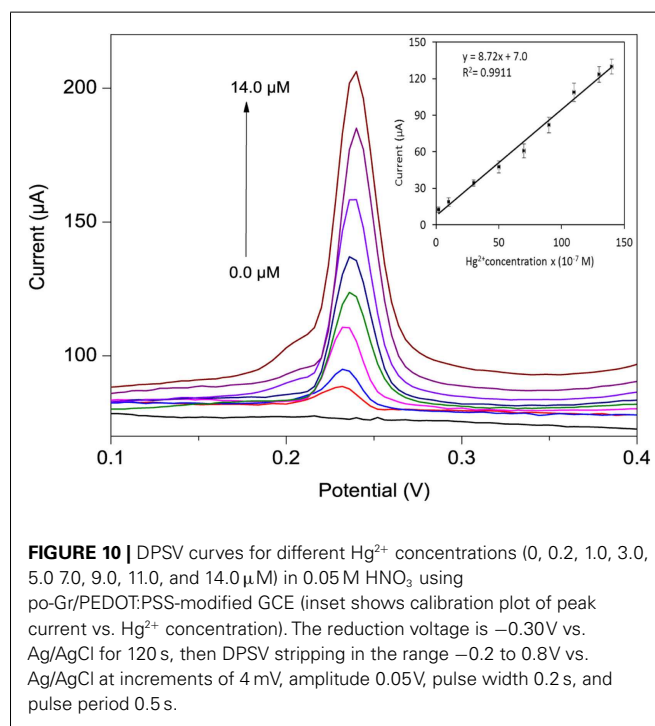 200
150
100
Current (µA)
14.0 µM
0.0 µM
0.1
0.2
0.3
0.4
Potential (V)
y = 8.72x + 7.0
R²= 0.9911
150
120
90
60
30
0
Current (µA)
0
50
100
150
Hg²⁺concentration x (10⁻⁷ M)
FIGURE 10 | DPSV curves for different Hg²⁺ concentrations (0, 0.2, 1.0, 3.0,
5.0 7.0, 9.0, 11.0, and 14.0 µM) in 0.05 M HNO₃ using
po-Gr/PEDOT:PSS-modified GCE (inset shows calibration plot of peak
current vs. Hg²⁺ concentration). The reduction voltage is −0.30V vs.
Ag/AgCl for 120 s, then DPSV stripping in the range −0.2 to 0.8V vs.
Ag/AgCl at increments of 4 mV, amplitude 0.05V, pulse width 0.2 s, and
pulse period 0.5 s.